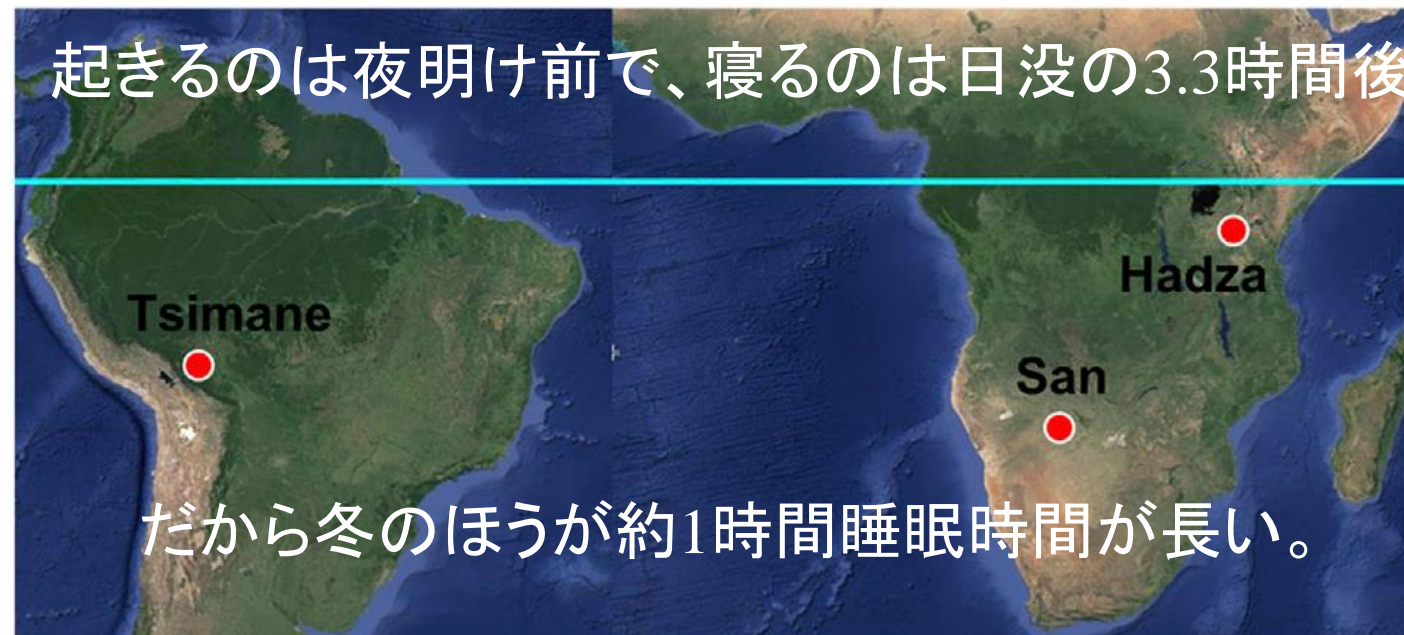 起きるのは夜明け前で、寝るのは日没の3.3時間後
Hadza
Tsimane
San
だから冬のほうが約1時間睡眠時間が長い。